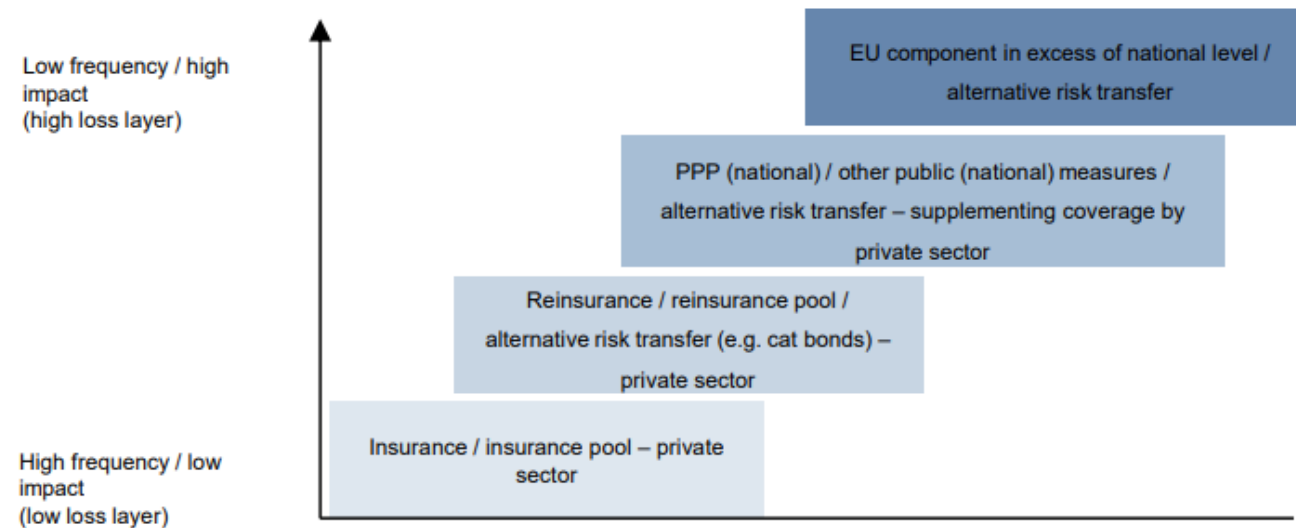 Low frequency / high
impact
(high loss layer)
EU component in excess of national level /
alternative risk transfer
PPP (national) / other public (national) measures /
alternative risk transfer – supplementing coverage by
private sector
Reinsurance / reinsurance pool /
alternative risk transfer (e.g. cat bonds) –
private sector
Insurance / insurance pool – private
sector
High frequency / low
impact
(low loss layer)